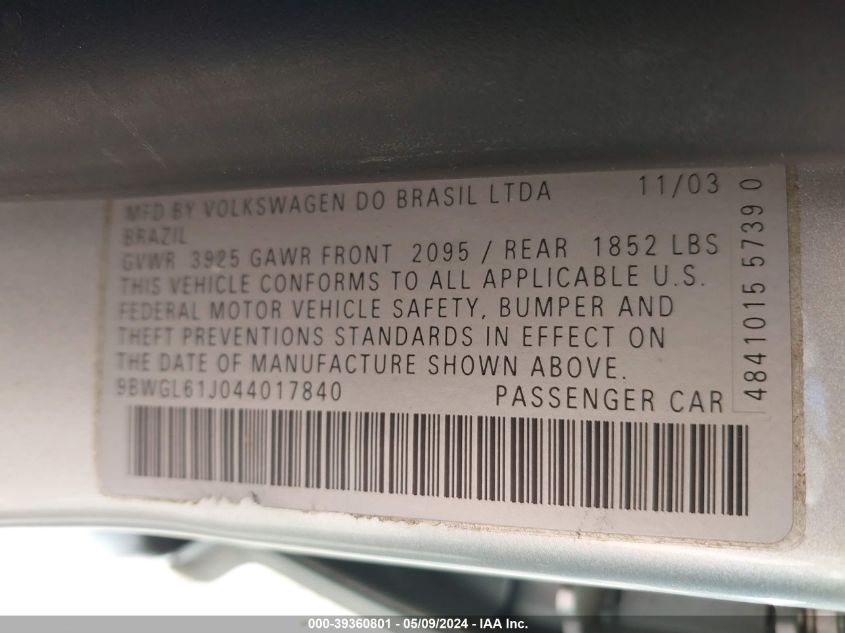 MFD BY VOLKSWAGEN DO BRASIL LTDA 11/03
BRAZIL
GVWR 3925 GAWR FRONT 2095 / REAR 1852 LBS
THIS VEHICLE CONFORMS TO ALL APPLICABLE U.S.
FEDERAL MOTOR VEHICLE SAFETY, BUMPER AND
THEFT PREVENTIONS STANDARDS IN EFFECT ON
THE DATE OF MANUFACTURE SHOWN ABOVE.
9BWGL61J044017840 PASSENGER CAR
4841015 57390
000-39360801 / 05/09/2024 - IAA Inc.